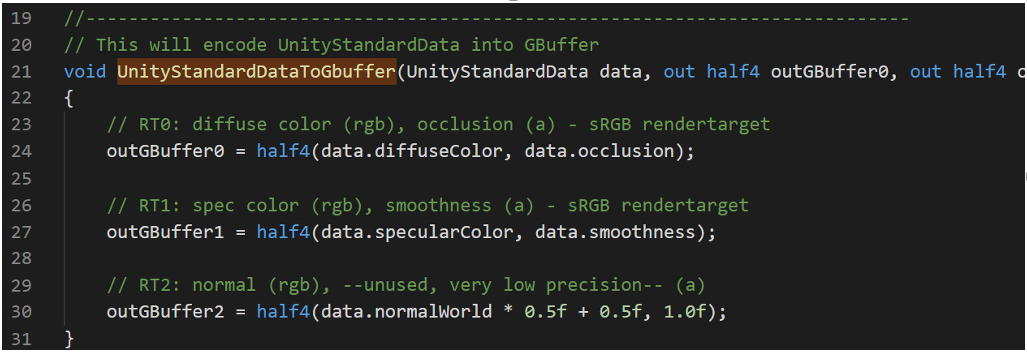 19 //-----------------------------------------------------------------------------
20 // This will encode UnityStandardData into GBuffer
21 void UnityStandardDataToGbuffer(UnityStandardData data, out half4 outGBuffer0, out half4 o
22 {
23 // RT0: diffuse color (rgb), occlusion (a) - sRGB rendertarget
24 outGBuffer0 = half4(data.diffuseColor, data.occlusion);
25
26 // RT1: spec color (rgb), smoothness (a) - sRGB rendertarget
27 outGBuffer1 = half4(data.specularColor, data.smoothness);
28
29 // RT2: normal (rgb), --unused, very low precision-- (a)
30 outGBuffer2 = half4(data.normalWorld * 0.5f + 0.5f, 1.0f);
31 }